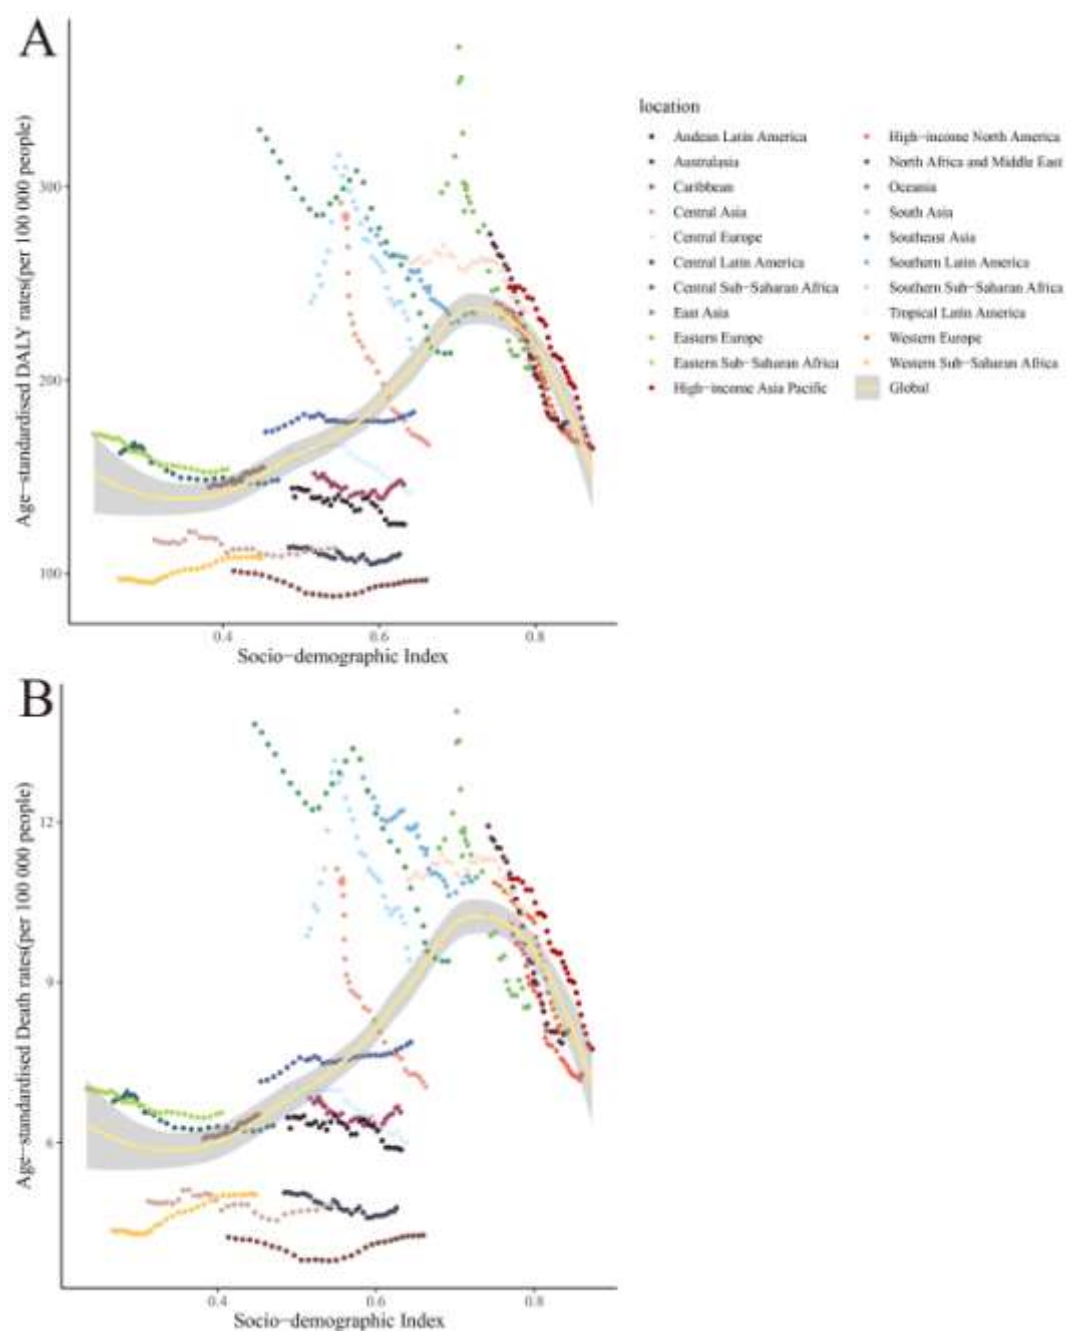 A
Age-standardised DALY rates(per 100 000 people)
300
200
100
0.4 0.6 0.8
Socio-demographic Index
location
Andean Latin America
Australasia
Caribbean
Central Asia
Central Europe
Central Latin America
Central Sub-Saharan Africa
East Asia
Eastern Europe
Eastern Sub-Saharan Africa
High-income Asia Pacific
High-income North America
North Africa and Middle East
Oceania
South Asia
Southeast Asia
Southern Latin America
Southern Sub-Saharan Africa
Tropical Latin America
Western Europe
Western Sub-Saharan Africa
Global
B
Age-standardised Death rates(per 100 000 people)
12
9
6
0.4 0.6 0.8
Socio-demographic Index